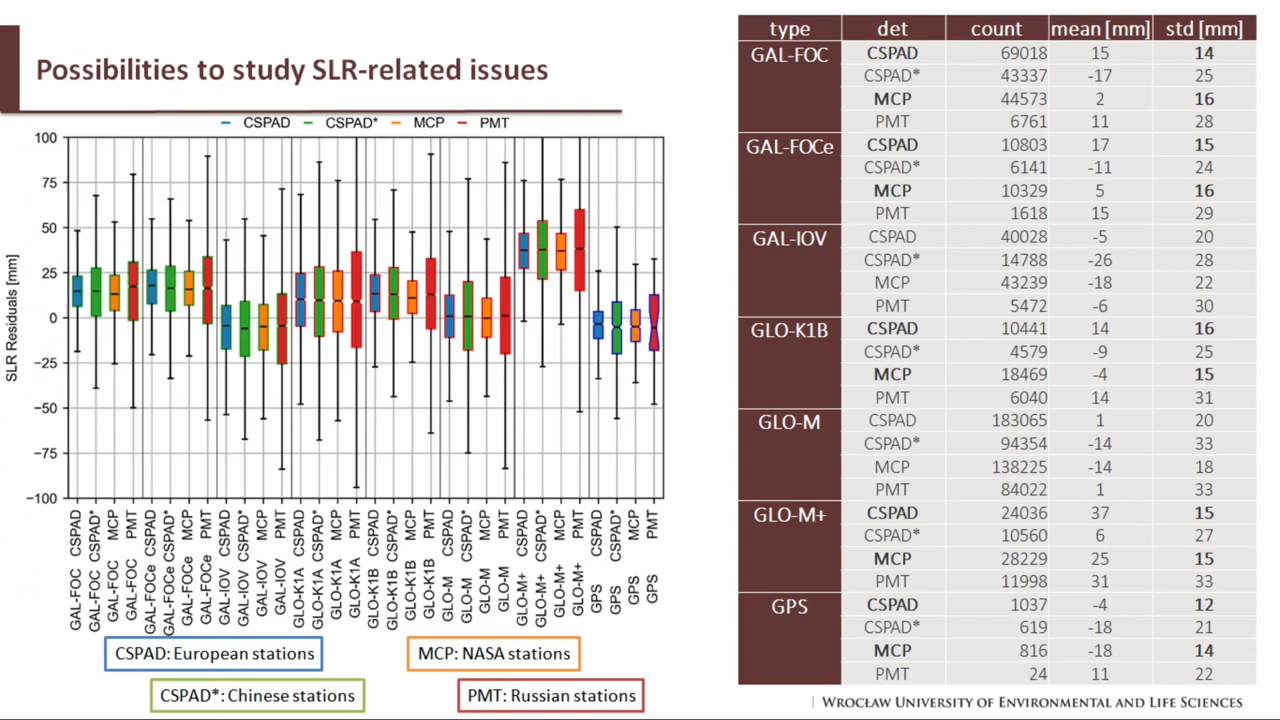 Possibilities to study SLR-related issues
CSPAD CSPAD* MCP PMT
SLR Residuals [mm]
100
75
50
25
0
−25
−50
−75
−100
GAL-FOC CSPAD
GAL-FOC CSPAD*
GAL-FOC MCP
GAL-FOC PMT
GAL-FOCe CSPAD
GAL-FOCe CSPAD*
GAL-FOCe MCP
GAL-FOCe PMT
GAL-IOV CSPAD
GAL-IOV CSPAD*
GAL-IOV MCP
GAL-IOV PMT
GLO-K1A CSPAD
GLO-K1A CSPAD*
GLO-K1A MCP
GLO-K1A PMT
GLO-K1B CSPAD
GLO-K1B CSPAD*
GLO-K1B MCP
GLO-K1B PMT
GLO-M CSPAD
GLO-M CSPAD*
GLO-M MCP
GLO-M PMT
GLO-M+ CSPAD
GLO-M+ CSPAD*
GLO-M+ MCP
GLO-M+ PMT
GPS CSPAD
GPS CSPAD*
GPS MCP
GPS PMT
CSPAD: European stations
MCP: NASA stations
CSPAD*: Chinese stations
PMT: Russian stations
type det count mean [mm] std [mm]
GAL-FOC CSPAD 69018 15 14
CSPAD* 43337 -17 25
MCP 44573 2 16
PMT 6761 11 28
GAL-FOCe CSPAD 10803 17 15
CSPAD* 6141 -11 24
MCP 10329 5 16
PMT 1618 15 29
GAL-IOV CSPAD 40028 -5 20
CSPAD* 14788 -26 28
MCP 43239 -18 22
PMT 5472 -6 30
GLO-K1B CSPAD 10441 14 16
CSPAD* 4579 -9 25
MCP 18469 -4 15
PMT 6040 14 31
GLO-M CSPAD 183065 1 20
CSPAD* 94354 -14 33
MCP 138225 -14 18
PMT 84022 1 33
GLO-M+ CSPAD 24036 37 15
CSPAD* 10560 6 27
MCP 28229 25 15
PMT 11998 31 33
GPS CSPAD 1037 -4 12
CSPAD* 619 -18 21
MCP 816 -18 14
PMT 24 11 22
WROCŁAW UNIVERSITY OF ENVIRONMENTAL AND LIFE SCIENCES